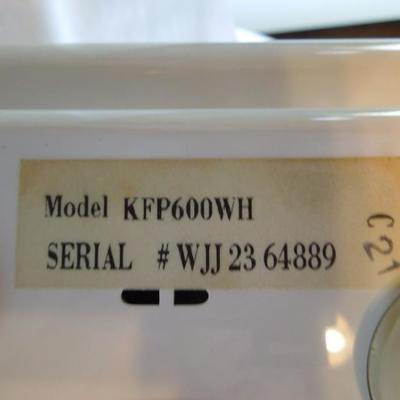 Model KFP600WH
SERIAL # WJJ 23 64889
C21